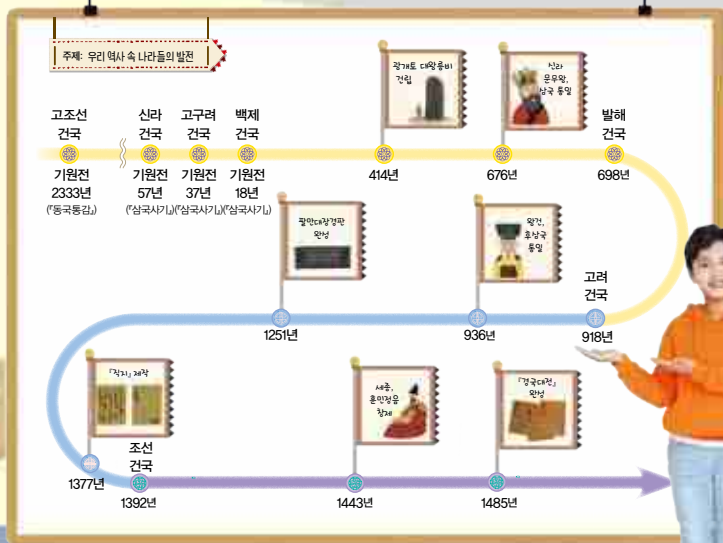 주제: 우리 역사 속 나라들의 발전
고조선
건국
기원전
2333년
(『동국통감』)
신라
건국
기원전
57년
(『삼국사기』)
고구려
건국
기원전
37년
(『삼국사기』)
백제
건국
기원전
18년
(『삼국사기』)
광개토 대왕릉비
건립
414년
신라
문무왕,
삼국 통일
676년
발해
건국
698년
고려
건국
918년
왕건,
후삼국
통일
936년
팔만대장경판
완성
1251년
『직지』 제작
1377년
조선
건국
1392년
세종,
훈민정음
창제
1443년
『경국대전』
완성
1485년